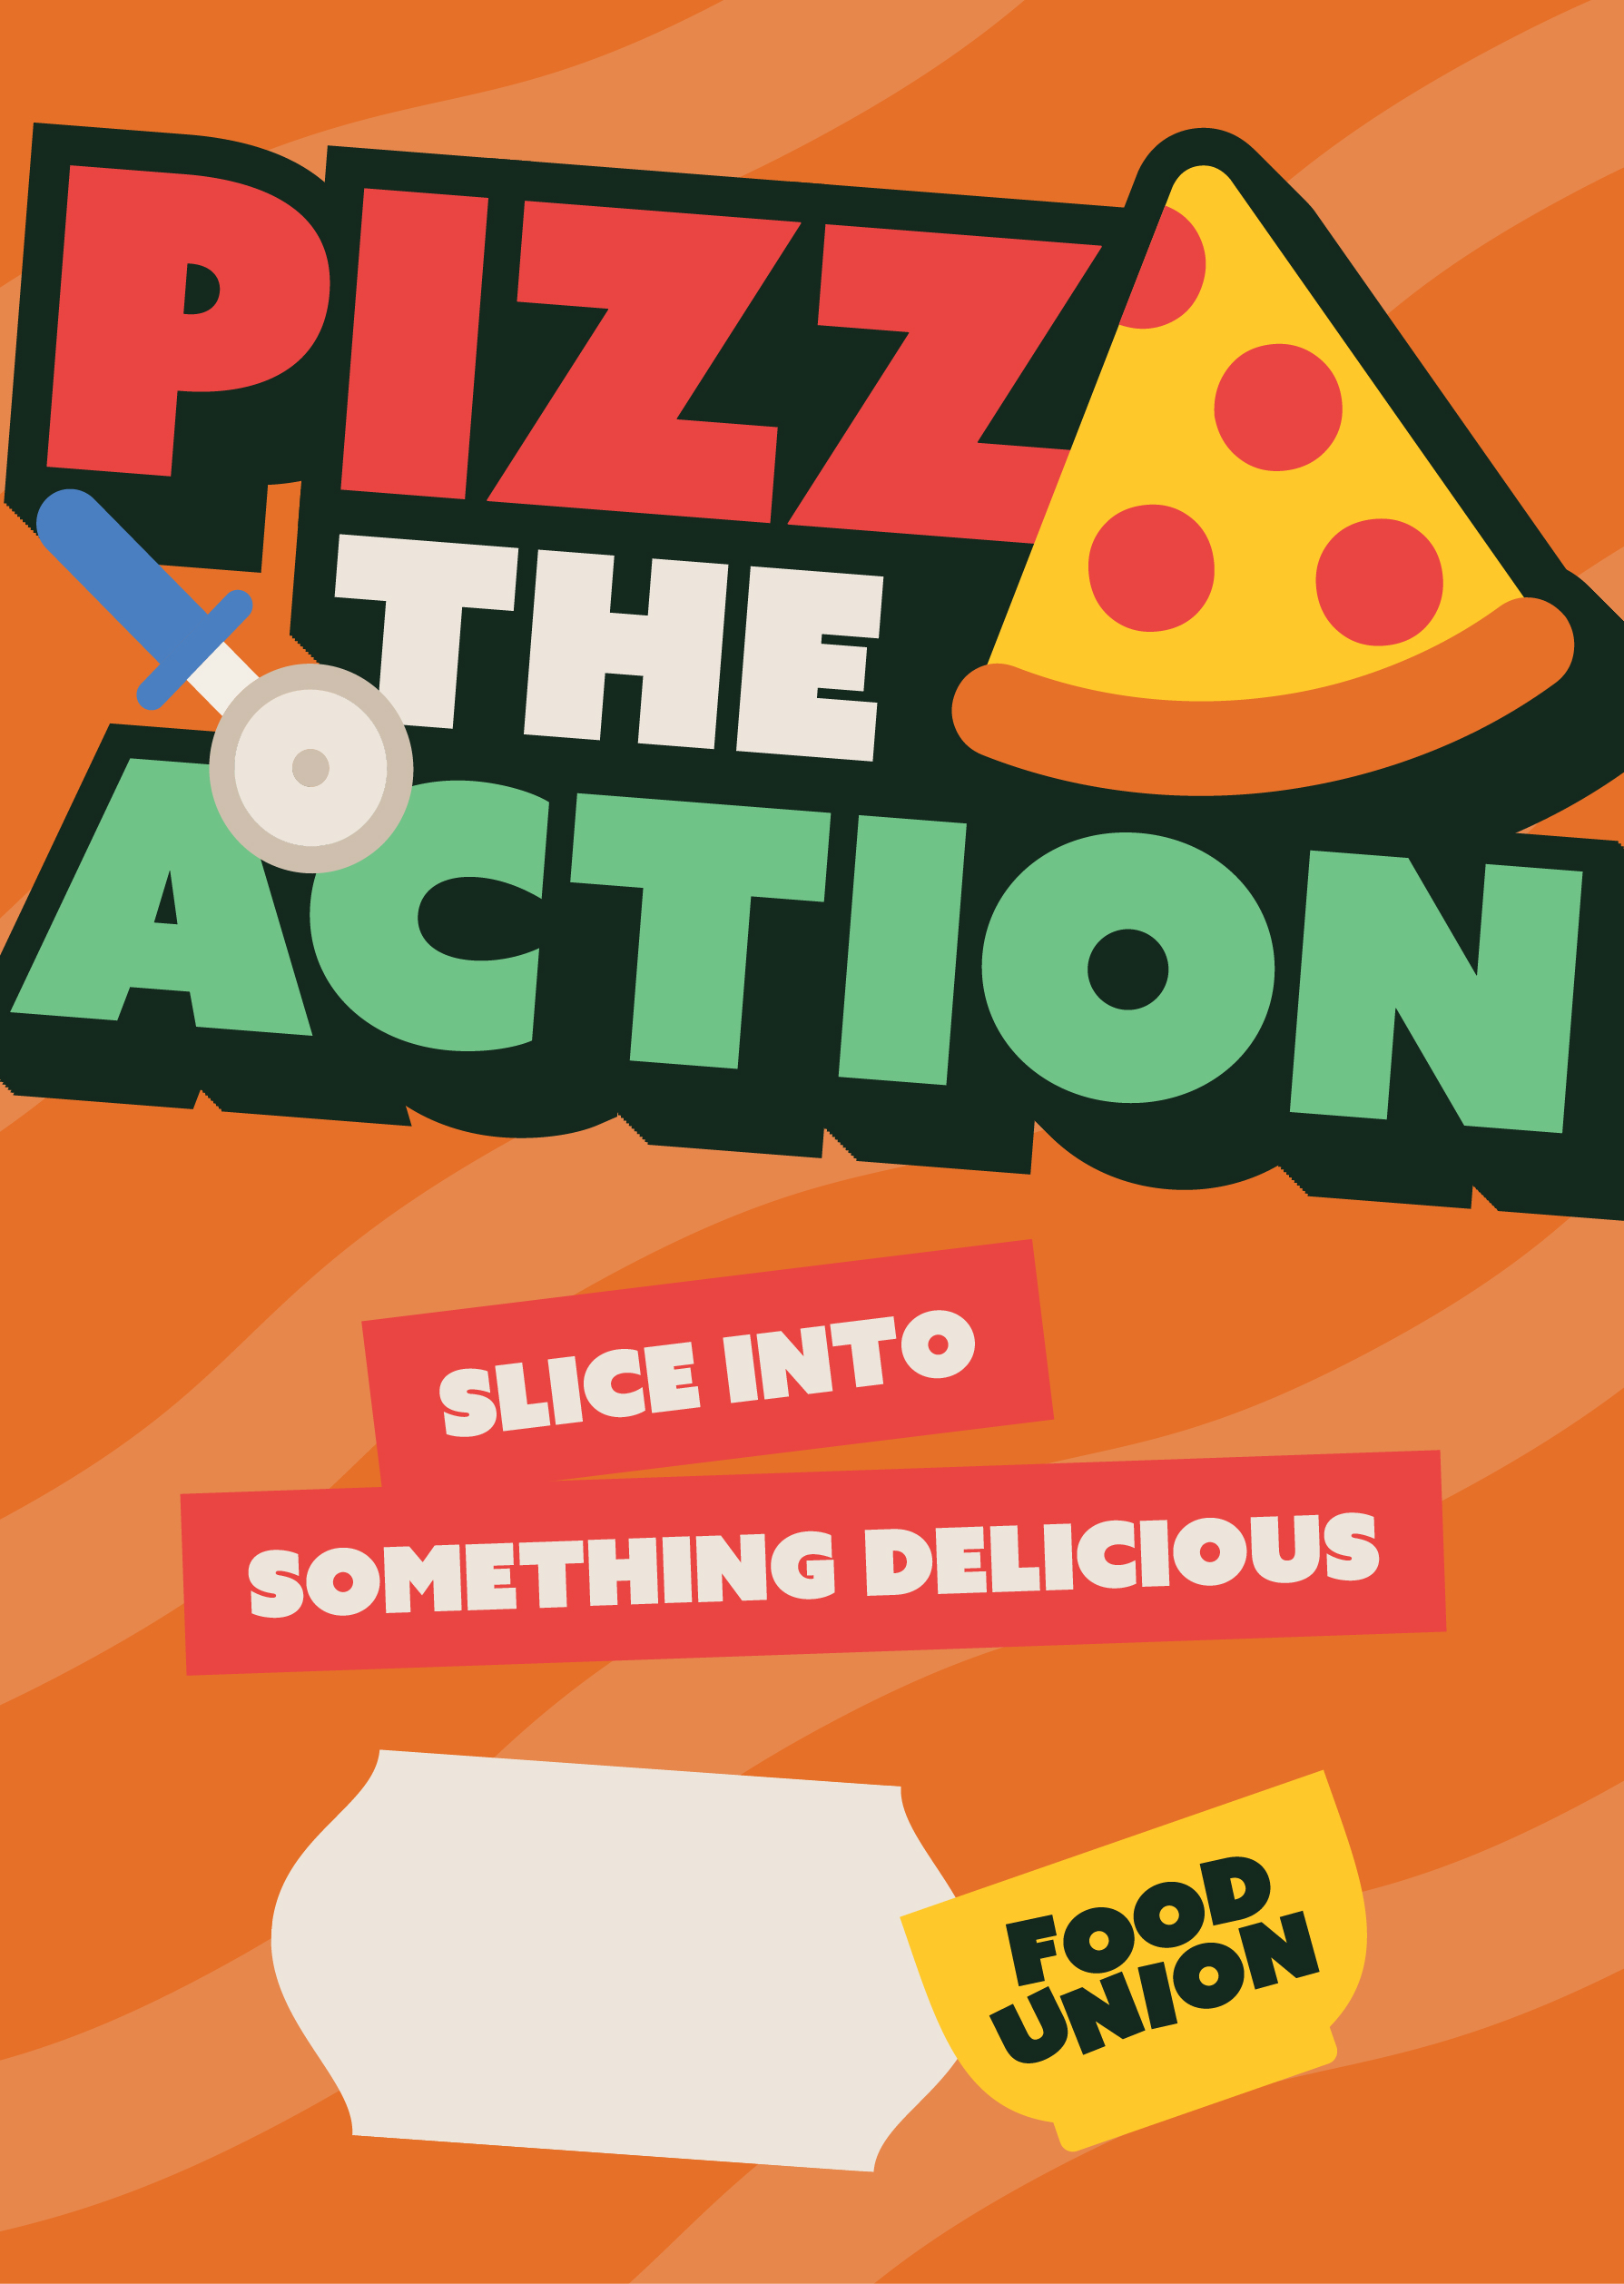 PIZZ
THE
ACTION
SLICE INTO
SOMETHING DELICIOUS
FOOD
UNION